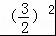 (3/2) ²